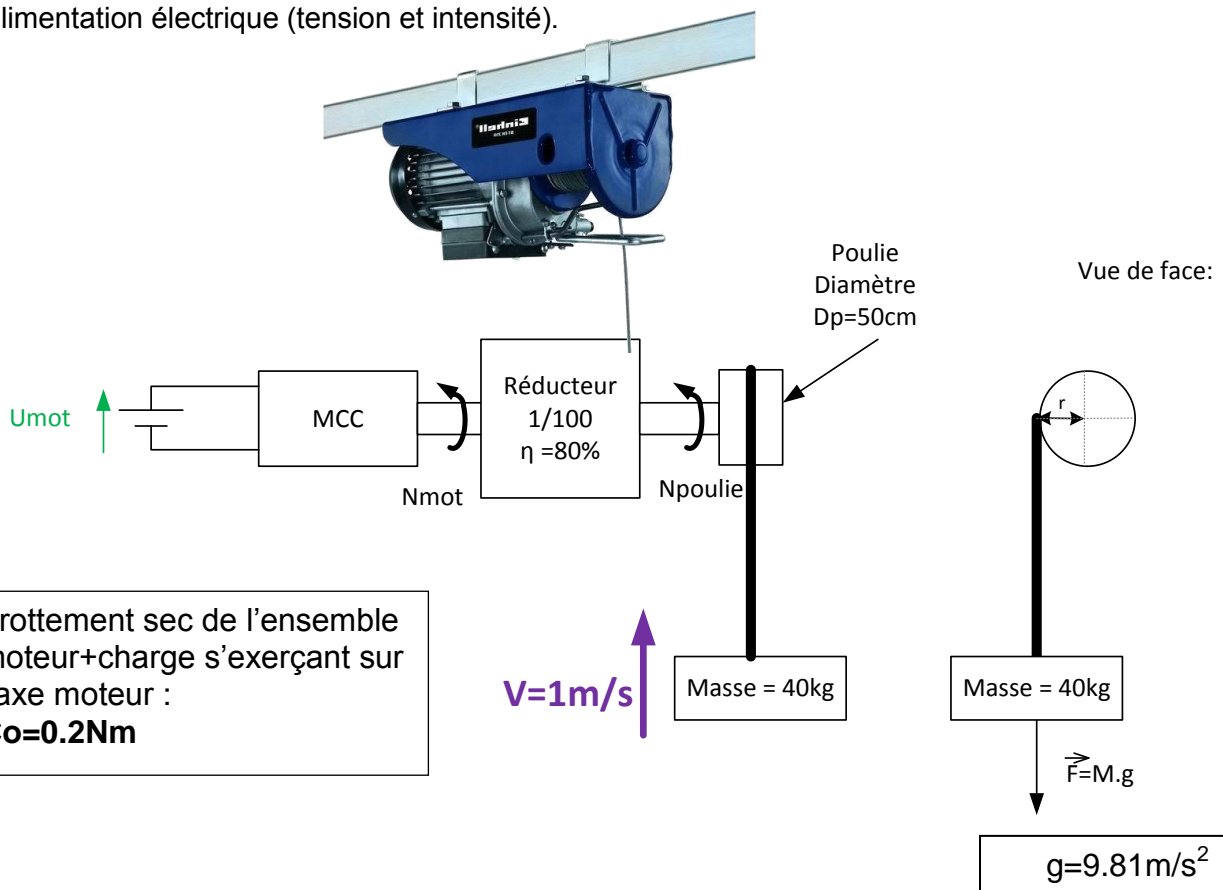 limentation électrique (tension et intensité).
Einhell
Poulie
Diamètre
Dp=50cm
Vue de face:
Umot
MCC
Réducteur
1/100
η =80%
Nmot
Npoulie
r
rottement sec de l’ensemble
moteur+charge s’exerçant sur
axe moteur :
Co=0.2Nm
V=1m/s
Masse = 40kg
Masse = 40kg
F=M.g
g=9.81m/s²